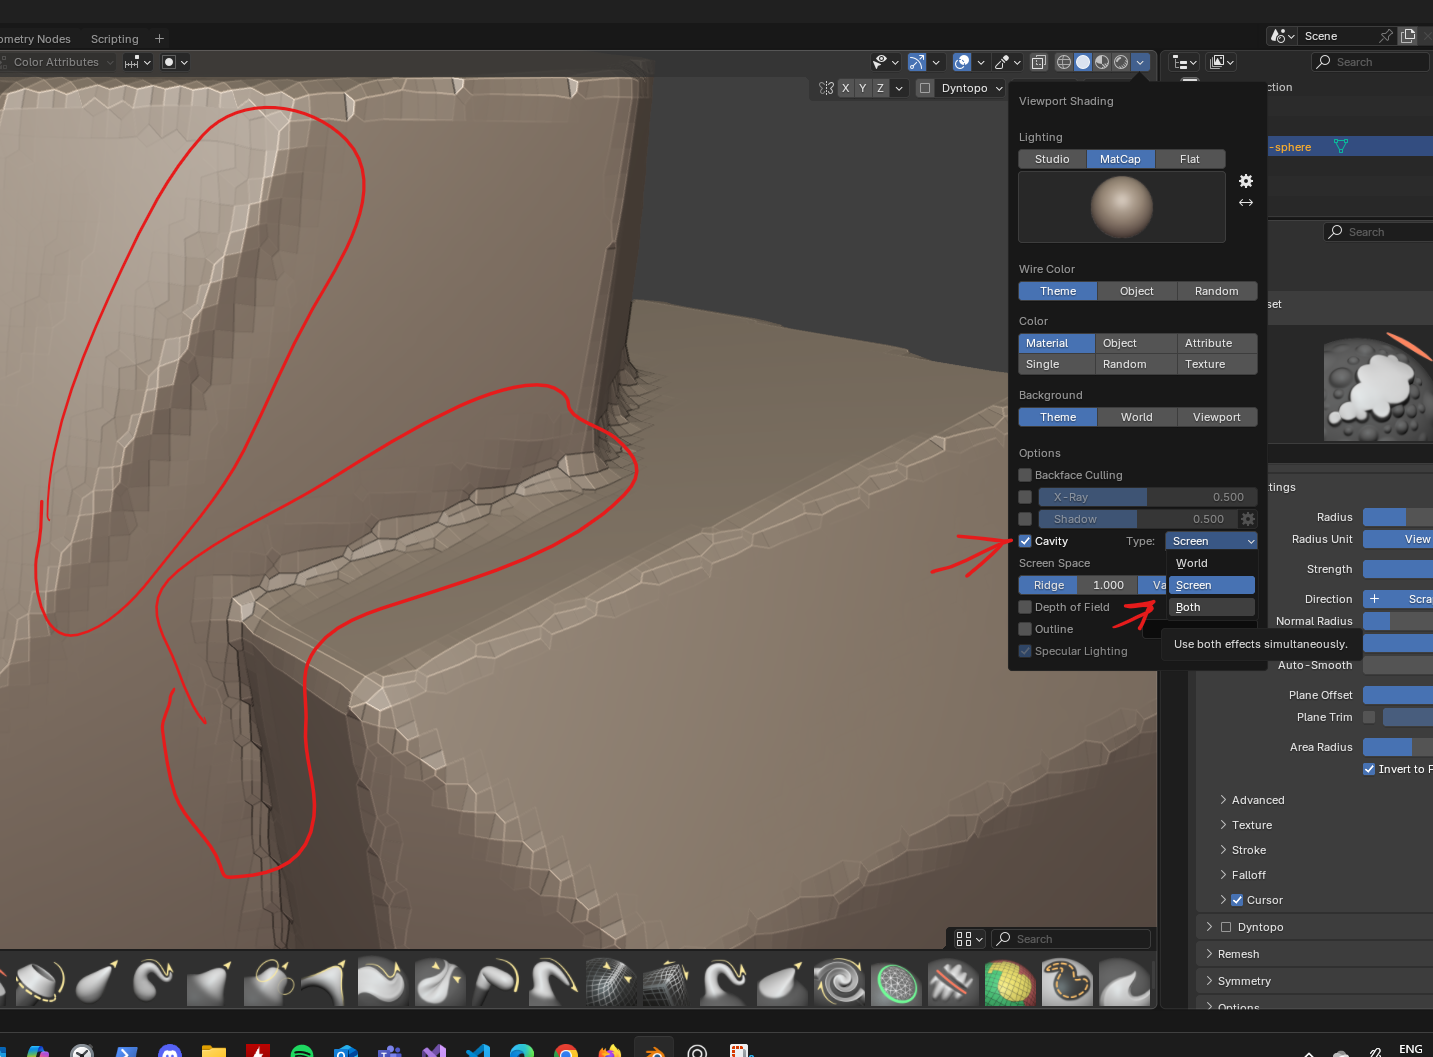 ometry Nodes Scripting +
Scene
Color Attributes
Search
X Y Z Dyntopo
ction
Viewport Shading
Lighting
Studio MatCap Flat
-sphere
Search
Wire Color
Theme Object Random
set
Color
Material Object Attribute
Single Random Texture
Background
Theme World Viewport
Options
Backface Culling
ttings
X-Ray 0.500
Radius
Shadow 0.500
Cavity Type: Screen
Radius Unit View
Screen Space World
Strength
Ridge 1.000 Va Screen
Direction + Scra
Depth of Field Both
Normal Radius
Outline
Use both effects simultaneously.
Specular Lighting
Auto-Smooth
Plane Offset
Plane Trim
Area Radius
Invert to F
Advanced
Texture
Stroke
Falloff
Cursor
Dyntopo
Search
Remesh
Symmetry
Options
ENG